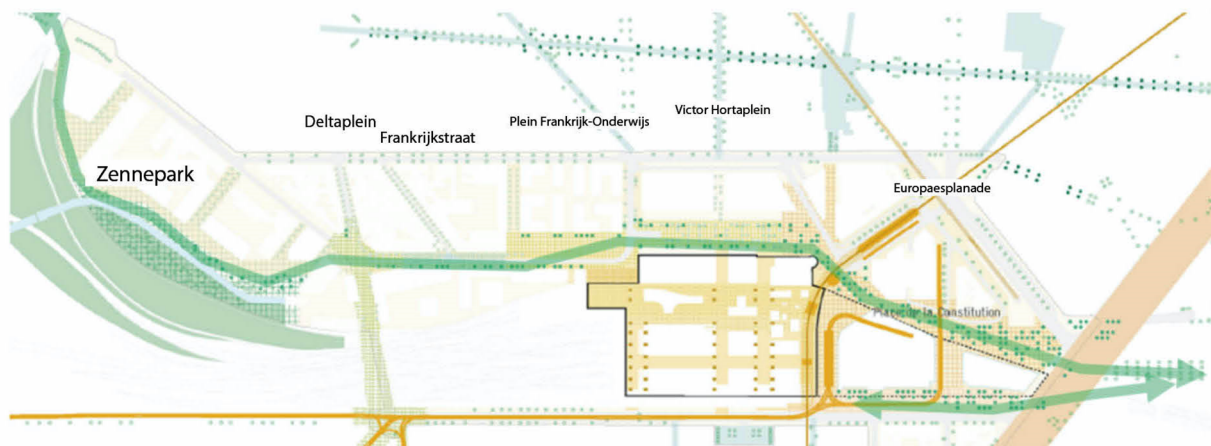 Victor Hortaplein
Deltaplein
Plein Frankrijk-Onderwijs
Frankrijkstraat
Zennepark
Europaesplanade
Place de la Constitution